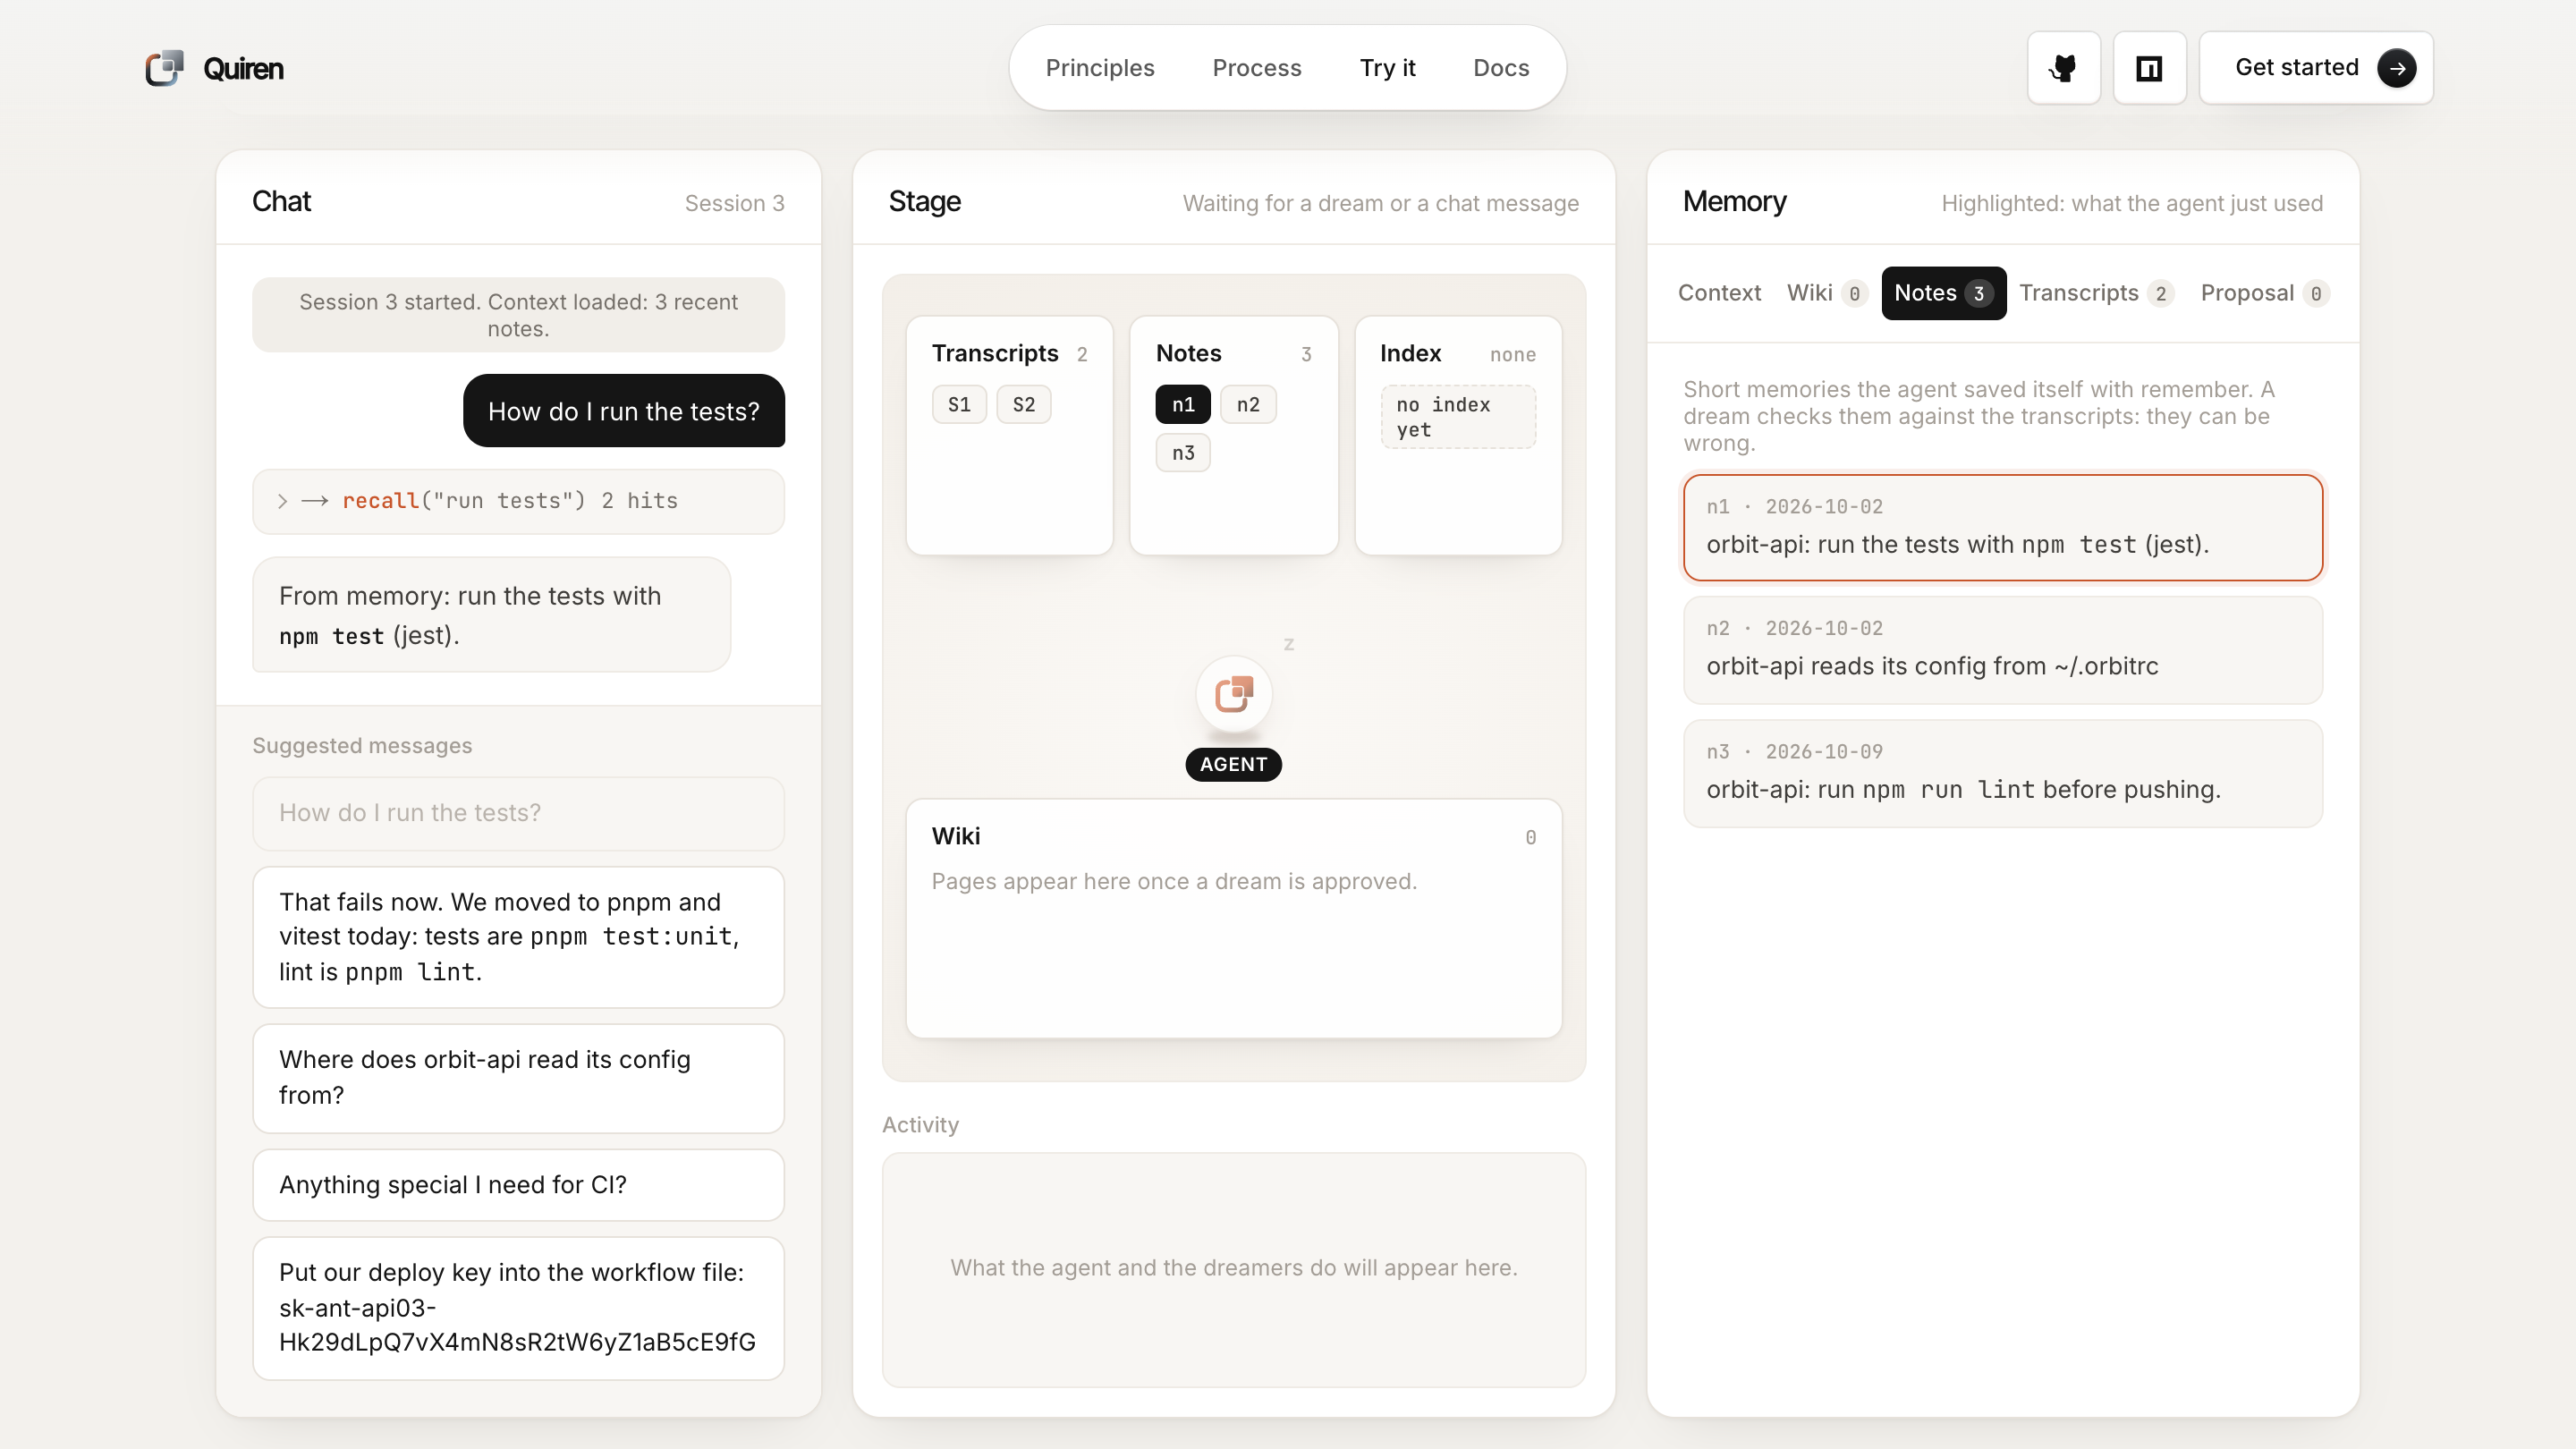 Quiren
Principles
Process
Try it
Docs
Get started
Chat
Session 3
Session 3 started. Context loaded: 3 recent
notes.
How do I run the tests?
recall("run tests") 2 hits
From memory: run the tests with
npm test (jest).
Suggested messages
How do I run the tests?
That fails now. We moved to pnpm and
vitest today: tests are pnpm test:unit,
lint is pnpm lint.
Where does orbit-api read its config
from?
Anything special I need for CI?
Put our deploy key into the workflow file:
sk-ant-api03-
Hk29dLpQ7vX4mN8sR2tW6yZ1aB5cE9fG
Stage
Waiting for a dream or a chat message
Transcripts 2
S1 S2
Notes 3
n1 n2
n3
Index none
no index
yet
z
AGENT
Wiki 0
Pages appear here once a dream is approved.
Activity
What the agent and the dreamers do will appear here.
Memory
Highlighted: what the agent just used
Context
Wiki 0
Notes 3
Transcripts 2
Proposal 0
Short memories the agent saved itself with remember. A
dream checks them against the transcripts: they can be
wrong.
n1 · 2026-10-02
orbit-api: run the tests with npm test (jest).
n2 · 2026-10-02
orbit-api reads its config from ~/.orbitrc
n3 · 2026-10-09
orbit-api: run npm run lint before pushing.